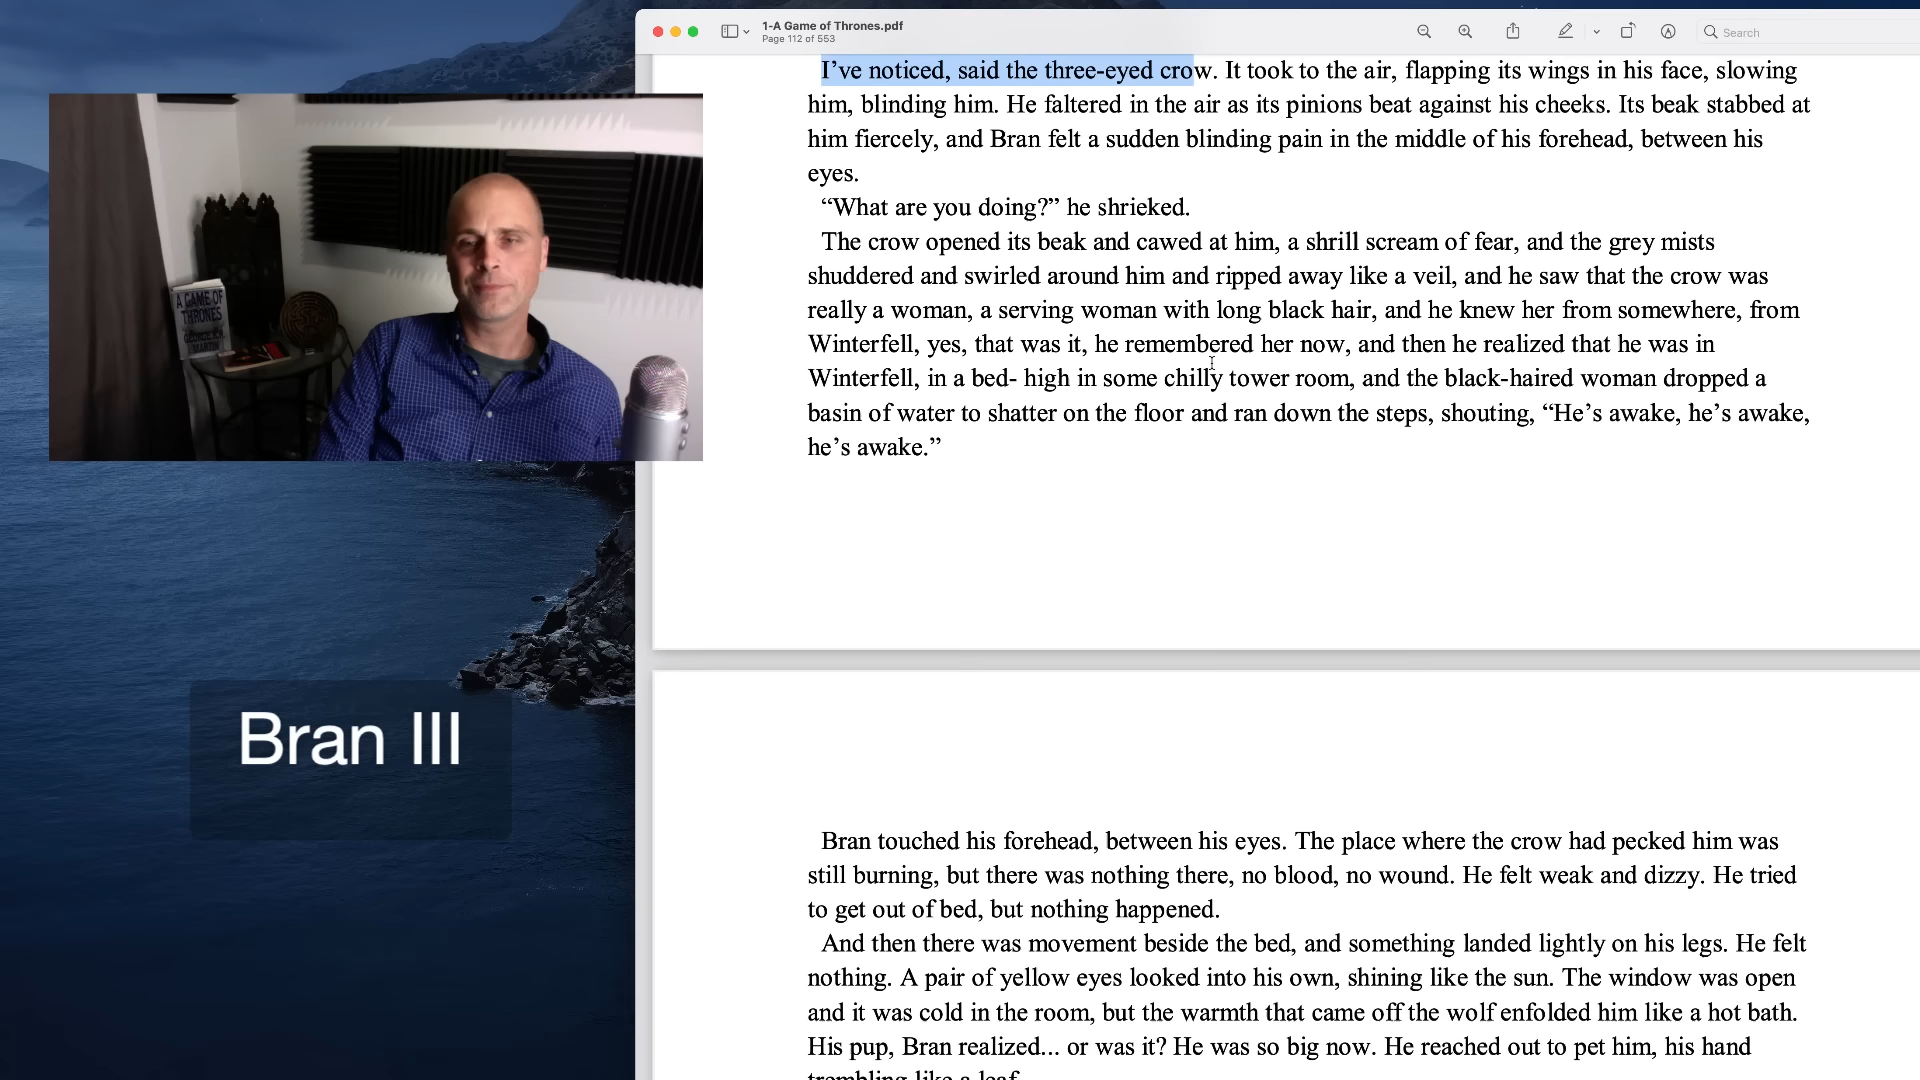 1-A Game of Thrones.pdf
Page 112 of 553
Search
I’ve noticed, said the three-eyed crow. It took to the air, flapping its wings in his face, slowing
him, blinding him. He faltered in the air as its pinions beat against his cheeks. Its beak stabbed at
him fiercely, and Bran felt a sudden blinding pain in the middle of his forehead, between his
eyes.
“What are you doing?” he shrieked.
The crow opened its beak and cawed at him, a shrill scream of fear, and the grey mists
shuddered and swirled around him and ripped away like a veil, and he saw that the crow was
really a woman, a serving woman with long black hair, and he knew her from somewhere, from
Winterfell, yes, that was it, he remembered her now, and then he realized that he was in
Winterfell, in a bed- high in some chilly tower room, and the black-haired woman dropped a
basin of water to shatter on the floor and ran down the steps, shouting, “He’s awake, he’s awake,
he’s awake.”
A GAME OF
THRONES
GEORGE R.R.
MARTIN
Bran III
Bran touched his forehead, between his eyes. The place where the crow had pecked him was
still burning, but there was nothing there, no blood, no wound. He felt weak and dizzy. He tried
to get out of bed, but nothing happened.
And then there was movement beside the bed, and something landed lightly on his legs. He felt
nothing. A pair of yellow eyes looked into his own, shining like the sun. The window was open
and it was cold in the room, but the warmth that came off the wolf enfolded him like a hot bath.
His pup, Bran realized... or was it? He was so big now. He reached out to pet him, his hand
trembling like a leaf.